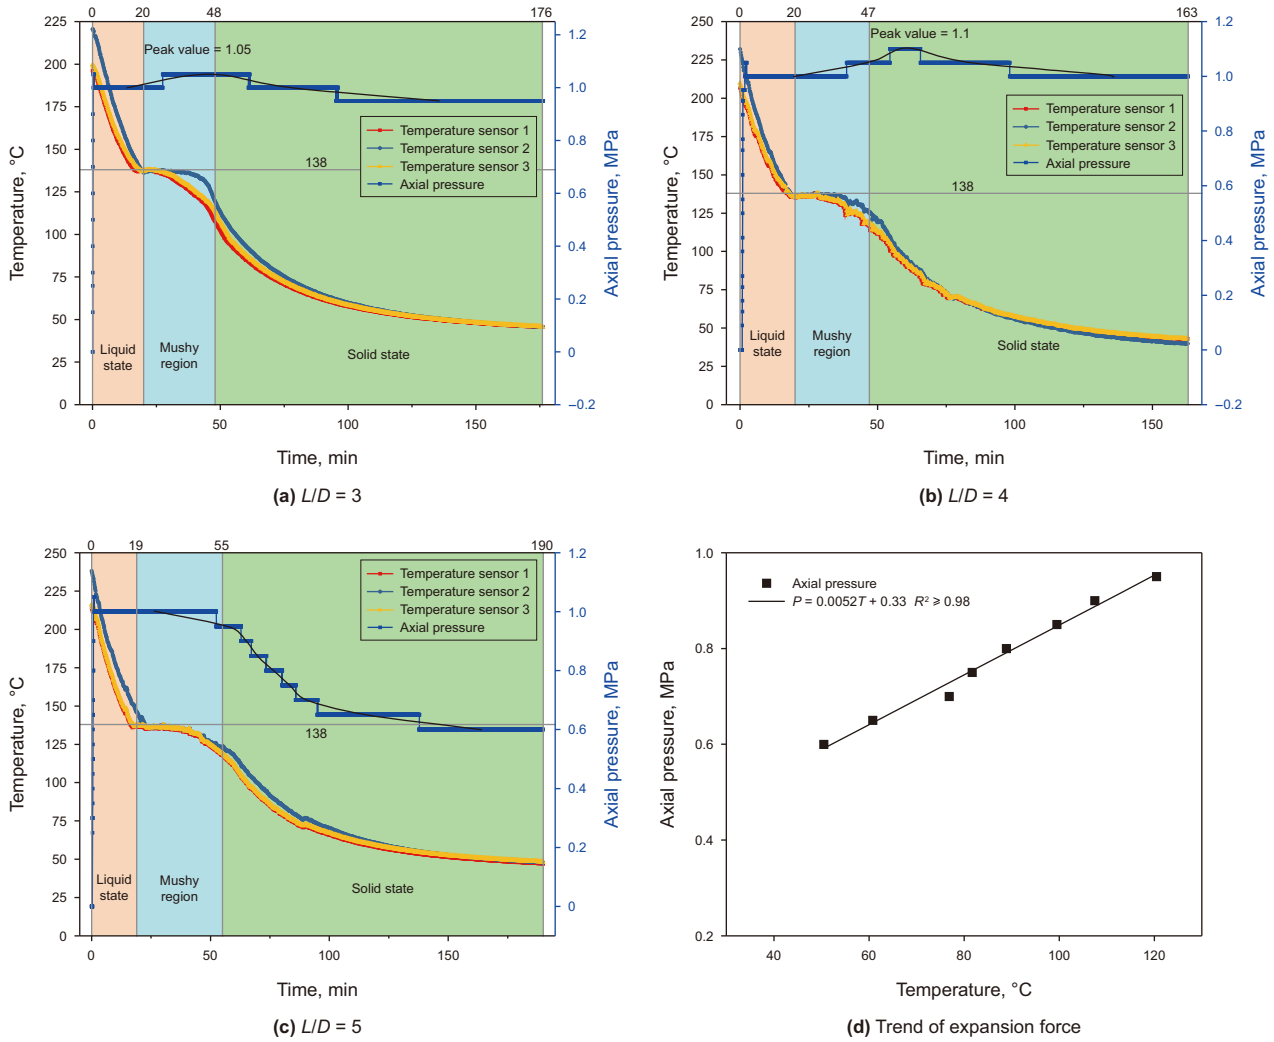 0 20 48 176
225
200
175
150
125
100
75
50
25
0
Temperature, °C
Peak value = 1.05
Temperature sensor 1
Temperature sensor 2
Temperature sensor 3
Axial pressure
138
Liquid
state
Mushy
region
Solid state
1.2
1.0
0.8
0.6
0.4
0.2
0
–0.2
Axial pressure, MPa
0 50 100 150
Time, min
(a) L/D = 3
0 20 47 163
250
225
200
175
150
125
100
75
50
25
0
Temperature, °C
Peak value = 1.1
Temperature sensor 1
Temperature sensor 2
Temperature sensor 3
Axial pressure
138
Liquid
state
Mushy
region
Solid state
1.2
1.0
0.8
0.6
0.4
0.2
0
–0.2
Axial pressure, MPa
0 50 100 150
Time, min
(b) L/D = 4
0 19 55 190
250
225
200
175
150
125
100
75
50
25
0
Temperature, °C
Temperature sensor 1
Temperature sensor 2
Temperature sensor 3
Axial pressure
138
Liquid
state
Mushy
region
Solid state
1.2
1.0
0.8
0.6
0.4
0.2
0
Axial pressure, MPa
0 50 100 150
Time, min
(c) L/D = 5
1.0
0.8
0.6
0.4
0.2
Axial pressure, MPa
Axial pressure
P = 0.0052T + 0.33 R² ≥ 0.98
40 60 80 100 120
Temperature, °C
(d) Trend of expansion force